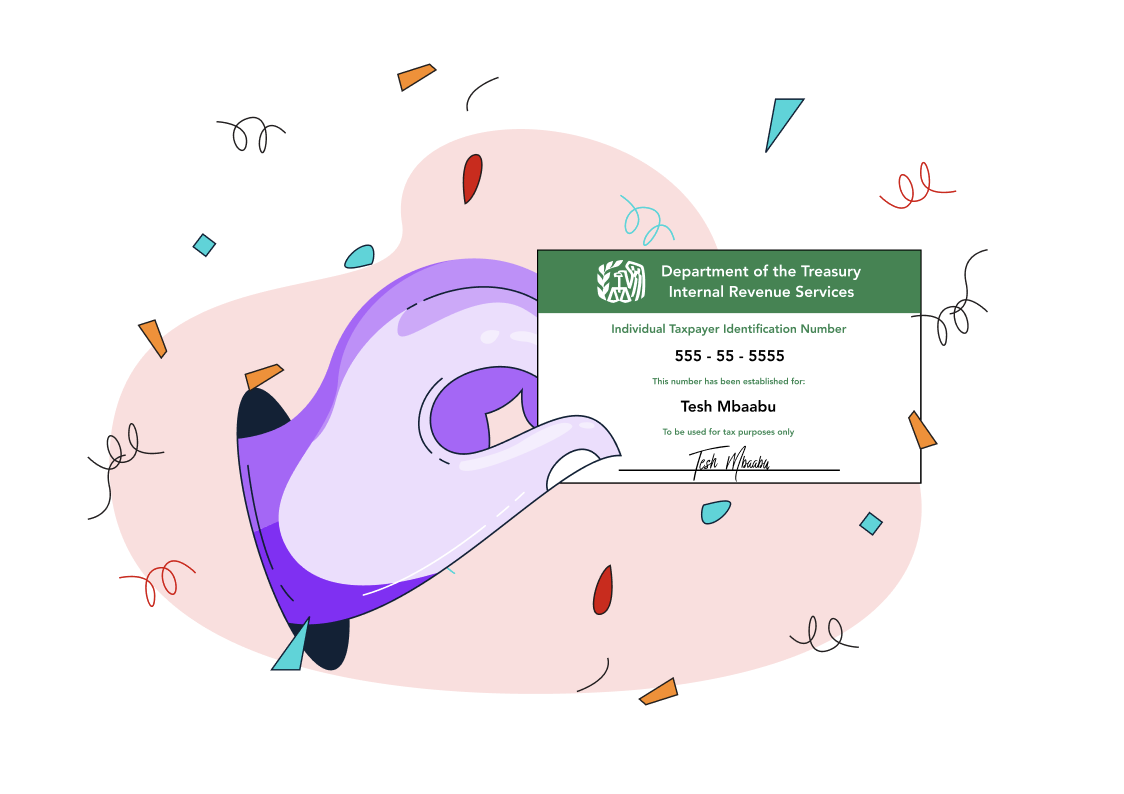 Department of the Treasury
Internal Revenue Services
Individual Taxpayer Identification Number
555 - 55 - 5555
This number has been established for:
Tesh Mbaabu
To be used for tax purposes only
Tesh Mbaabu